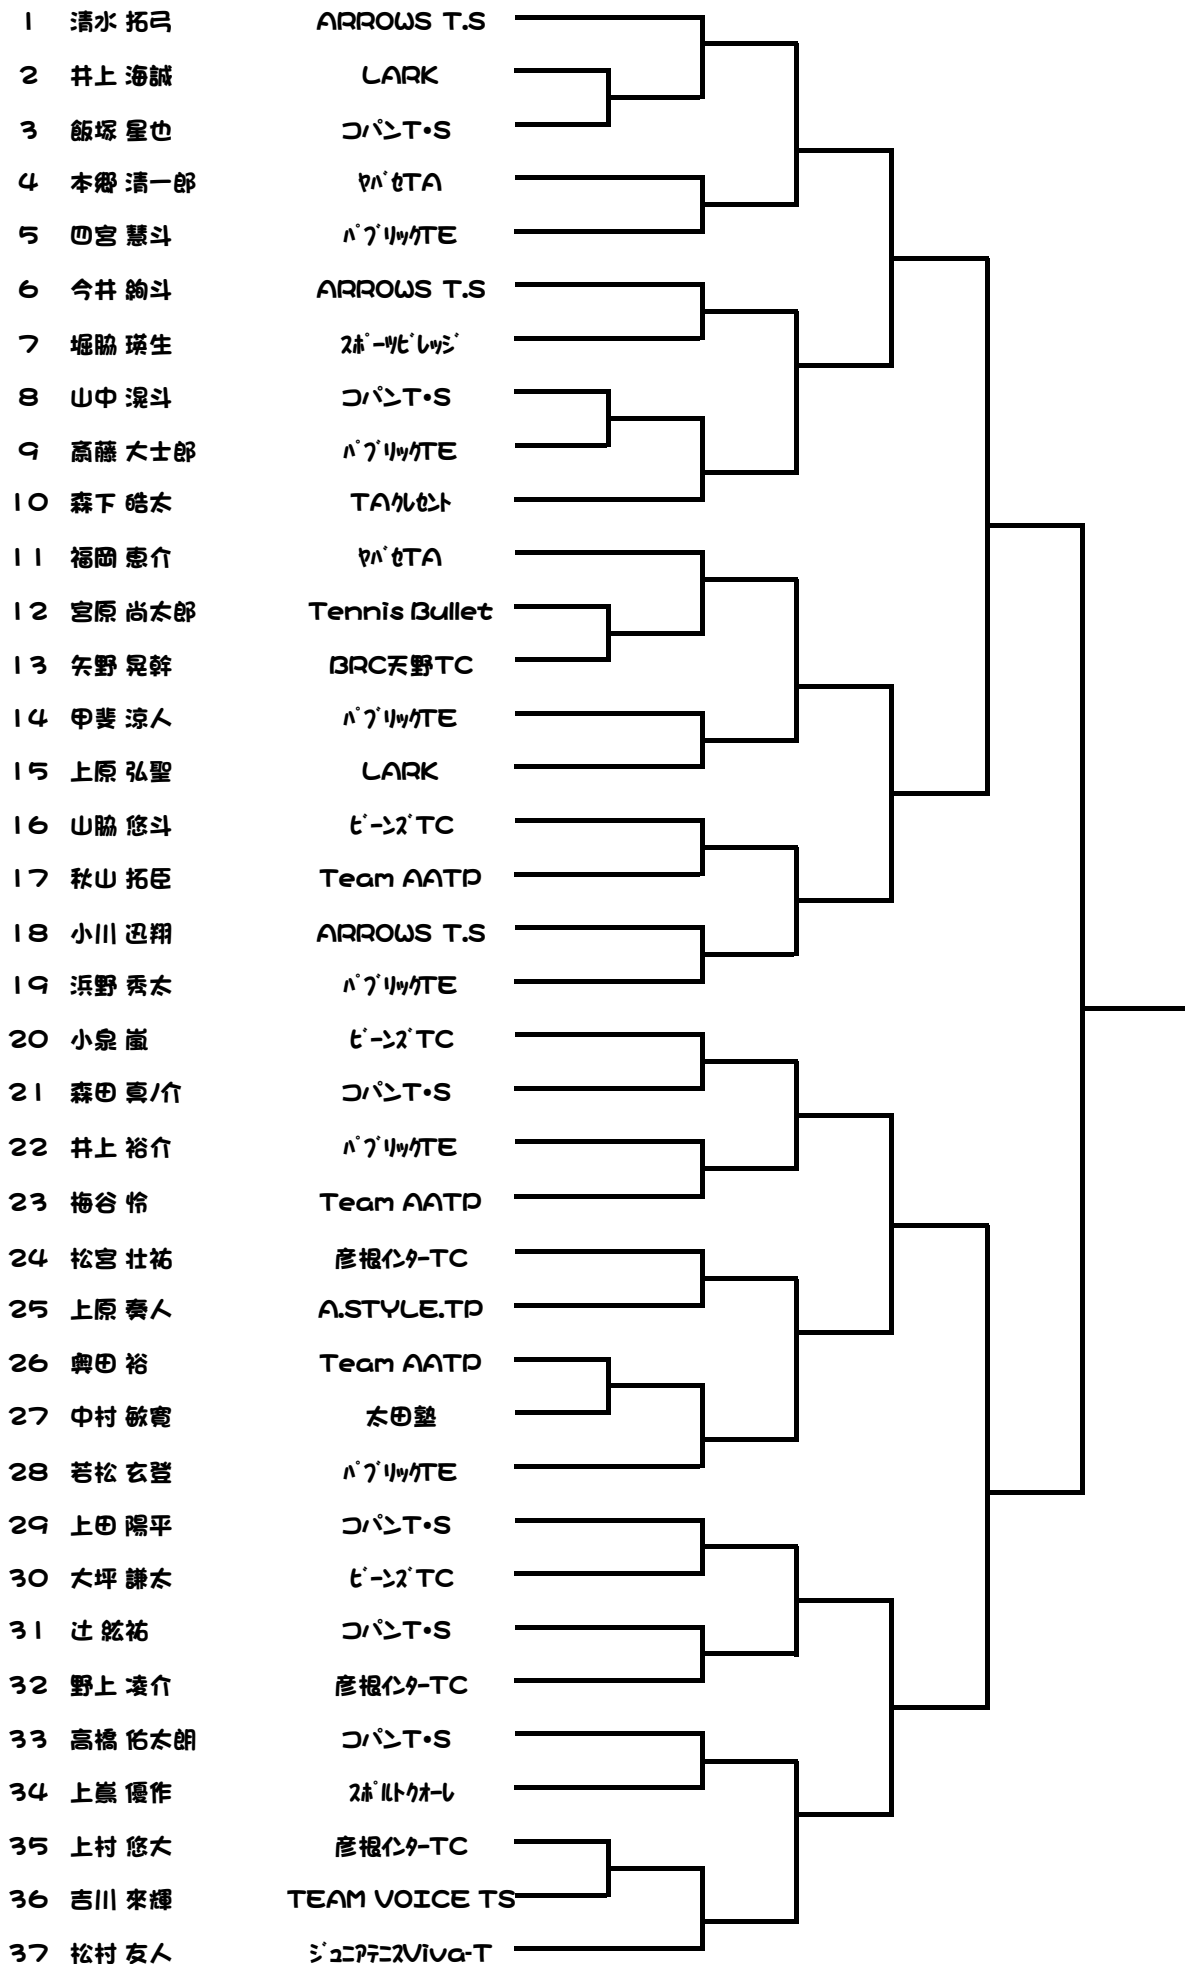 1 清水 拓弓 ARROWS T.S
2 井上 海誠 LARK
3 飯塚 星也 コパンT・S
4 本郷 清一郎 ﾔﾊﾞｾTA
5 四宮 慧斗 ﾊﾟﾌﾞﾘｯｸTE
6 今井 絢斗 ARROWS T.S
7 堀脇 瑛生 ｽﾎﾟｰﾂﾋﾞﾚｯｼﾞ
8 山中 滉斗 コパンT・S
9 斎藤 大士郎 ﾊﾟﾌﾞﾘｯｸTE
10 森下 皓太 TAｸﾚｾﾝﾄ
11 福岡 恵介 ﾔﾊﾞｾTA
12 宮原 尚太郎 Tennis Bullet
13 矢野 晃幹 BRC天野TC
14 甲斐 涼人 ﾊﾟﾌﾞﾘｯｸTE
15 上原 弘聖 LARK
16 山脇 悠斗 ﾋﾞｰﾝｽﾞTC
17 秋山 拓臣 Team AATP
18 小川 迅翔 ARROWS T.S
19 浜野 秀太 ﾊﾟﾌﾞﾘｯｸTE
20 小泉 嵐 ﾋﾞｰﾝｽﾞTC
21 森田 真ﾉ介 コパンT・S
22 井上 裕介 ﾊﾟﾌﾞﾘｯｸTE
23 梅谷 怜 Team AATP
24 松宮 壮祐 彦根ｲﾝﾀｰTC
25 上原 奏人 A.STYLE.TP
26 奥田 裕 Team AATP
27 中村 敏寛 太田塾
28 若松 玄登 ﾊﾟﾌﾞﾘｯｸTE
29 上田 陽平 コパンT・S
30 大坪 謙太 ﾋﾞｰﾝｽﾞTC
31 辻 紘祐 コパンT・S
32 野上 凌介 彦根ｲﾝﾀｰTC
33 高橋 佑太朗 コパンT・S
34 上嶌 優作 ｽﾎﾟﾙﾄｸｵｰﾚ
35 上村 悠大 彦根ｲﾝﾀｰTC
36 吉川 來輝 TEAM VOICE TS
37 松村 友人 ｼﾞｭﾆｱﾃﾆｽViva-T